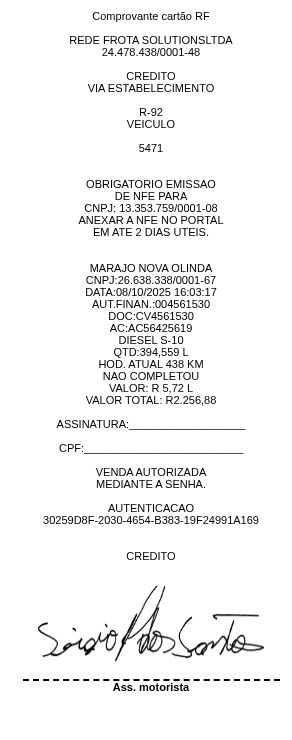 Comprovante cartão RF
REDE FROTA SOLUTIONSLTDA
24.478.438/0001-48
CREDITO
VIA ESTABELECIMENTO
R-92
VEICULO
5471
OBRIGATORIO EMISSAO
DE NFE PARA
CNPJ: 13.353.759/0001-08
ANEXAR A NFE NO PORTAL
EM ATE 2 DIAS UTEIS.
MARAJO NOVA OLINDA
CNPJ:26.638.338/0001-67
DATA:08/10/2025 16:03:17
AUT.FINAN.:004561530
DOC:CV4561530
AC:AC56425619
DIESEL S-10
QTD:394,559 L
HOD. ATUAL 438 KM
NAO COMPLETOU
VALOR: R 5,72 L
VALOR TOTAL: R2.256,88
ASSINATURA:___________________
CPF:__________________________
VENDA AUTORIZADA
MEDIANTE A SENHA.
AUTENTICACAO
30259D8F-2030-4654-B383-19F24991A169
CREDITO
Sérgio P dos Santos
Ass. motorista